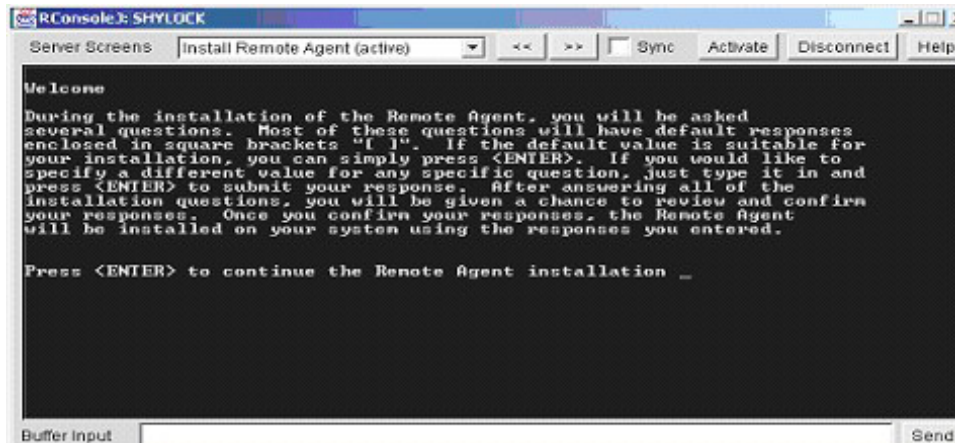 RConsoleJ: SHYLOCK
Server Screens Install Remote Agent (active) << >> Sync Activate Disconnect Help
Welcome
During the installation of the Remote Agent, you will be asked
several questions. Most of these questions will have default responses
enclosed in square brackets "[ ]". If the default value is suitable for
your installation, you can simply press <ENTER>. If you would like to
specify a different value for any specific question, just type it in and
press <ENTER> to submit your response. After answering all of the
installation questions, you will be given a chance to review and confirm
your responses. Once you confirm your responses, the Remote Agent
will be installed on your system using the responses you entered.
Press <ENTER> to continue the Remote Agent installation _
Buffer Input Send